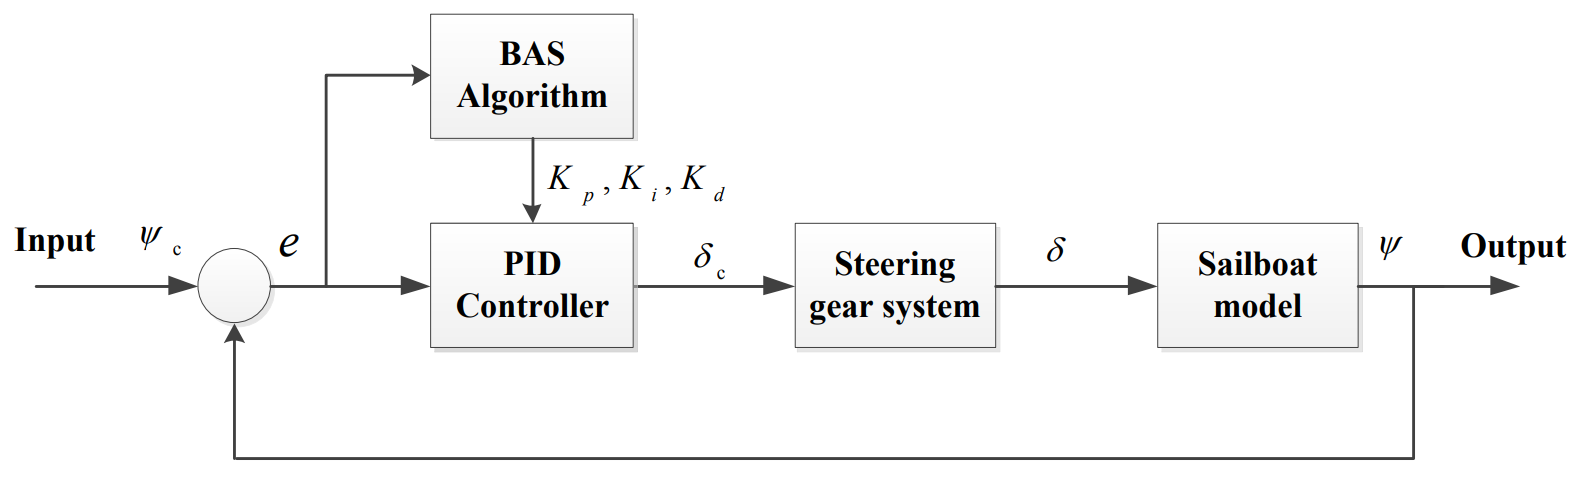 BAS
Algorithm
K p , K i , K d
Input
ψ c
e
PID
Controller
δ c
Steering
gear system
δ
Sailboat
model
ψ
Output